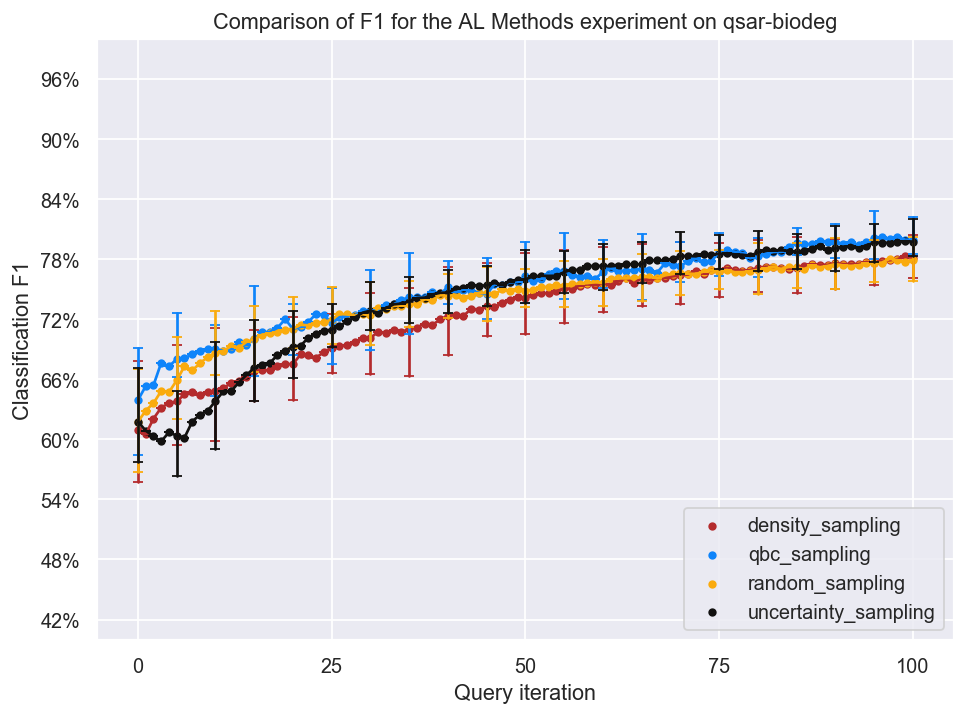 Comparison of F1 for the AL Methods experiment on qsar-biodeg
96%
90%
84%
78%
72%
66%
60%
54%
48%
42%
Classification F1
density_sampling
qbc_sampling
random_sampling
uncertainty_sampling
0 25 50 75 100
Query iteration